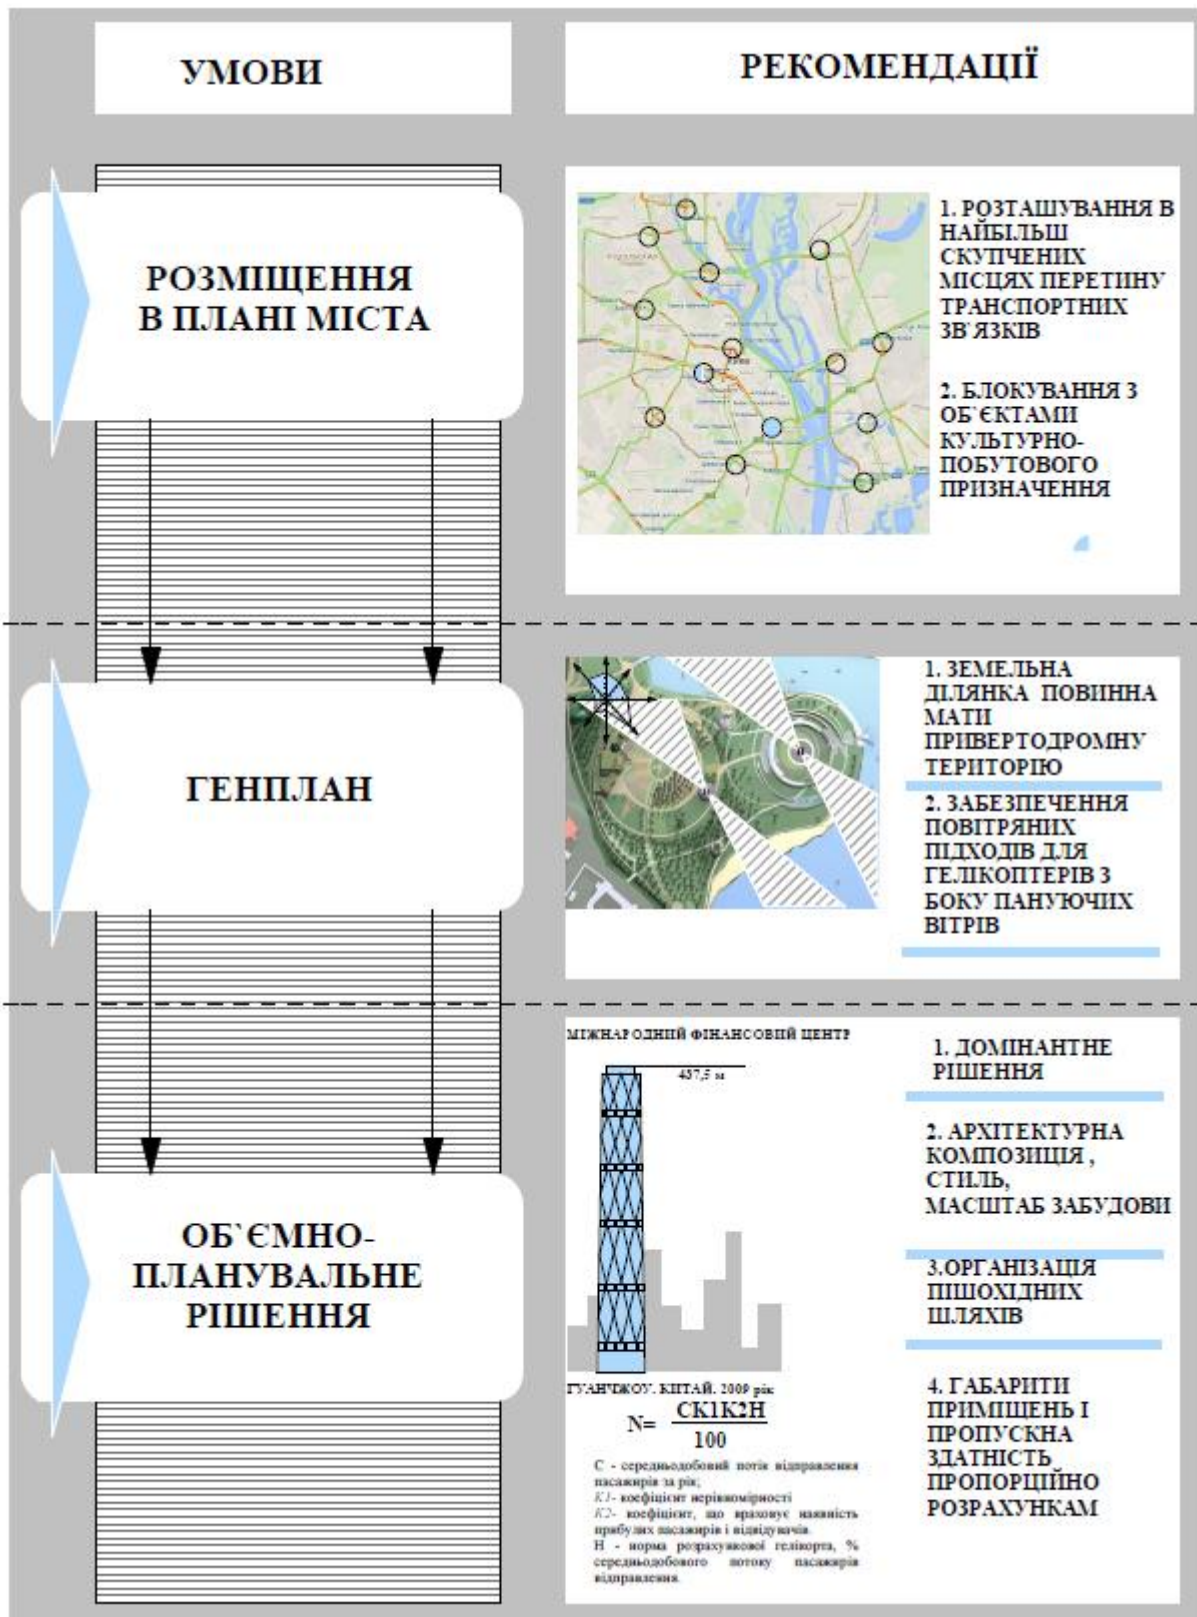 УМОВИ
РЕКОМЕНДАЦІЇ
РОЗМІЩЕННЯ
В ПЛАНІ МІСТА
1. РОЗТАШУВАННЯ В
НАЙБІЛЬШ
СКУПЧЕНИХ
МІСЦЯХ ПЕРЕТИНУ
ТРАНСПОРТНИХ
ЗВ`ЯЗКІВ
2. БЛОКУВАННЯ З
ОБ`ЄКТАМИ
КУЛЬТУРНО-
ПОБУТОВОГО
ПРИЗНАЧЕННЯ
ГЕНПЛАН
1. ЗЕМЕЛЬНА
ДІЛЯНКА ПОВИННА
МАТИ
ПРИВЕРТОДРОМНУ
ТЕРИТОРІЮ
2. ЗАБЕЗПЕЧЕННЯ
ПОВІТРЯНИХ
ПІДХОДІВ ДЛЯ
ГЕЛІКОПТЕРІВ З
БОКУ ПАНУЮЧИХ
ВІТРІВ
ОБ`ЄМНО-
ПЛАНУВАЛЬНЕ
РІШЕННЯ
МІЖНАРОДНИЙ ФІНАНСОВИЙ ЦЕНТР
437,5 м
ГУАНЧЖОУ. КИТАЙ. 2009 рік
N= СК1К2Н
100
С - середньодобовий потік відправлення
пасажирів за рік;
К1- коефіцієнт нерівномірності
К2- коефіцієнт, що враховує наявність
прибулих пасажирів і відвідувачів.
Н - норма розрахункової гелікорта, %
середньодобового потоку пасажирів
відправлення.
1. ДОМІНАНТНЕ
РІШЕННЯ
2. АРХІТЕКТУРНА
КОМПОЗИЦІЯ ,
СТИЛЬ,
МАСШТАБ ЗАБУДОВИ
3.ОРГАНІЗАЦІЯ
ПІШОХІДНИХ
ШЛЯХІВ
4. ГАБАРИТИ
ПРИМІЩЕНЬ І
ПРОПУСКНА
ЗДАТНІСТЬ
ПРОПОРЦІЙНО
РОЗРАХУНКАМ